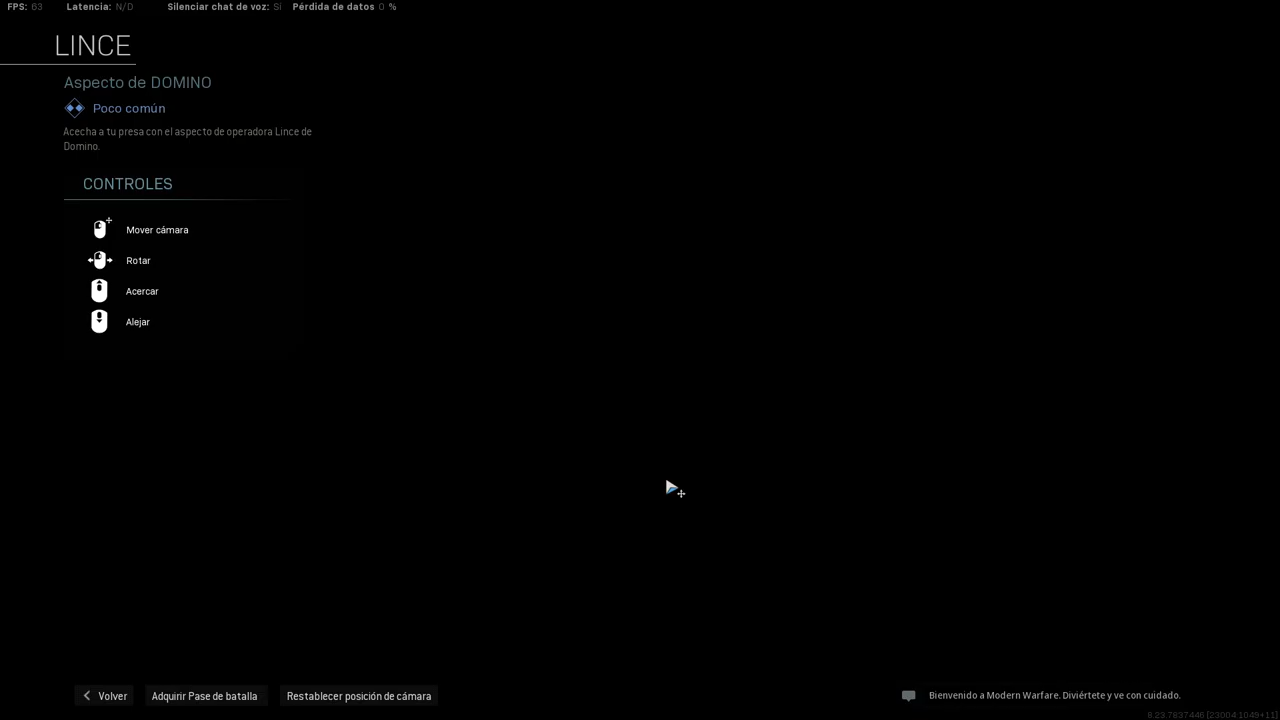 FPS: 63 Latencia: N/D Silenciar chat de voz: Sí Pérdida de datos 0 %
LINCE
Aspecto de DOMINO
Poco común
Acecha a tu presa con el aspecto de operadora Lince de
Domino.
CONTROLES
Mover cámara
Rotar
Acercar
Alejar
Volver
Adquirir Pase de batalla
Restablecer posición de cámara
Bienvenido a Modern Warfare. Diviértete y ve con cuidado.